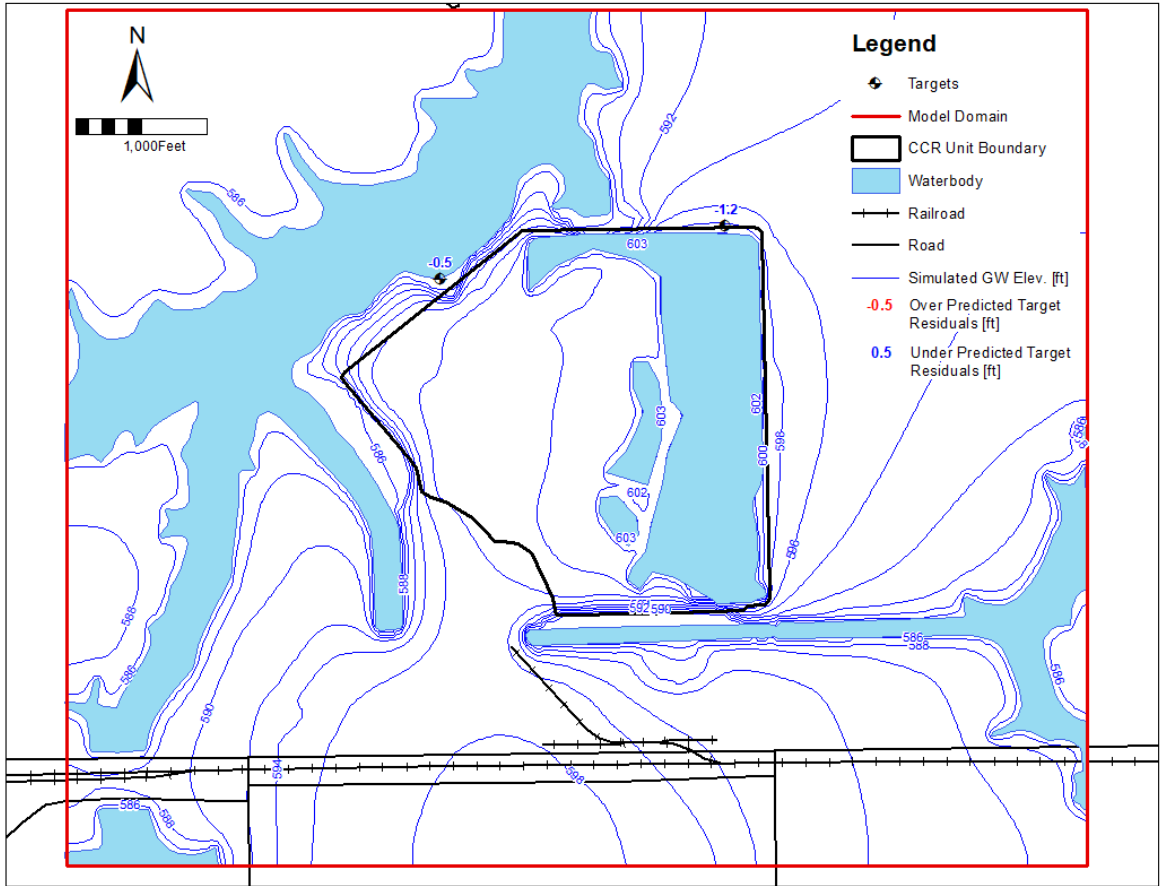 N
1,000Feet
Legend
Targets
Model Domain
CCR Unit Boundary
Waterbody
Railroad
Road
Simulated GW Elev. [ft]
-0.5 Over Predicted Target
Residuals [ft]
0.5 Under Predicted Target
Residuals [ft]
592
586
-1.2
603
-0.5
603
602
600
598
586
586
602
603
596
588
592
590
588
586
586
588
586
590
594
598
586
588